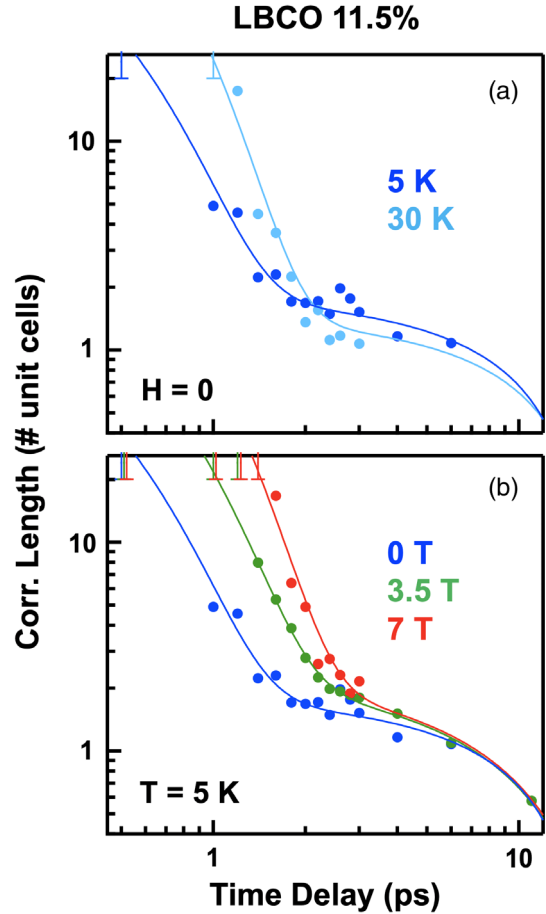 LBCO 11.5%
(a)
10
5 K
30 K
1
H = 0
Corr. Length (# unit cells)
(b)
10
0 T
3.5 T
7 T
1
T = 5 K
1
10
Time Delay (ps)